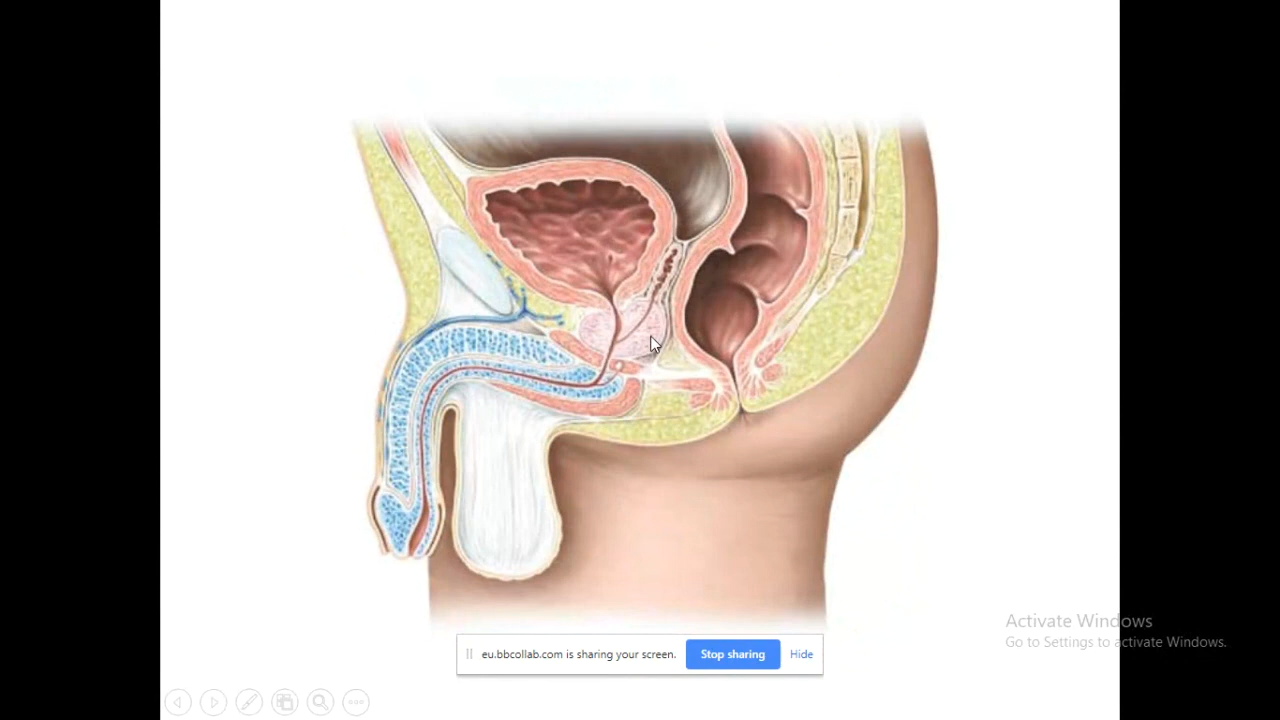 Activate Windows
Go to Settings to activate Windows.
eu.bbcollab.com is sharing your screen. Stop sharing Hide